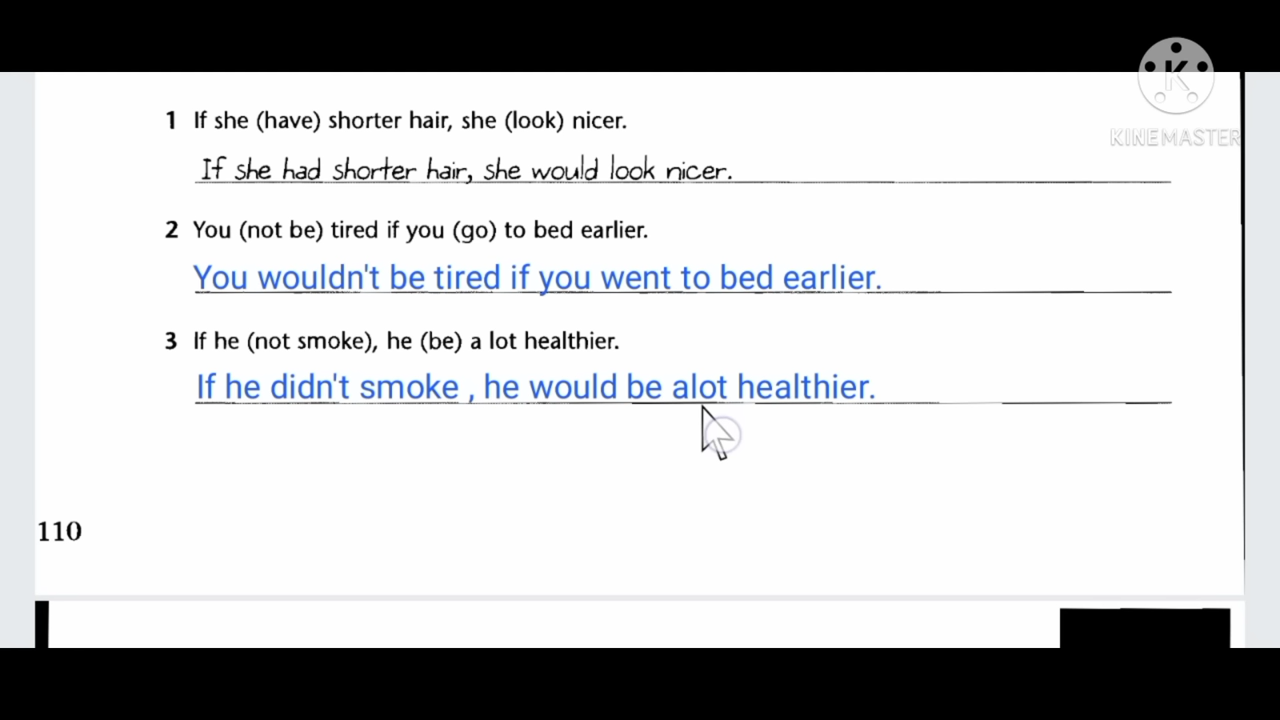 K
KINEMASTER
1 If she (have) shorter hair, she (look) nicer.
If she had shorter hair, she would look nicer.
2 You (not be) tired if you (go) to bed earlier.
You wouldn't be tired if you went to bed earlier.
3 If he (not smoke), he (be) a lot healthier.
If he didn't smoke , he would be alot healthier.
110